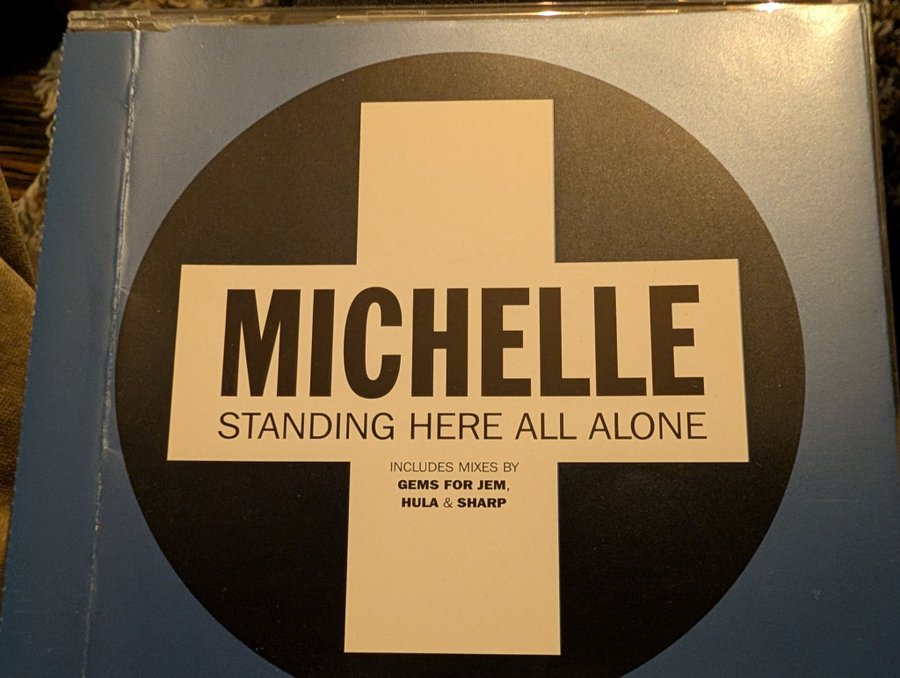 MICHELLE
STANDING HERE ALL ALONE
INCLUDES MIXES BY
GEMS FOR JEM,
HULA & SHARP